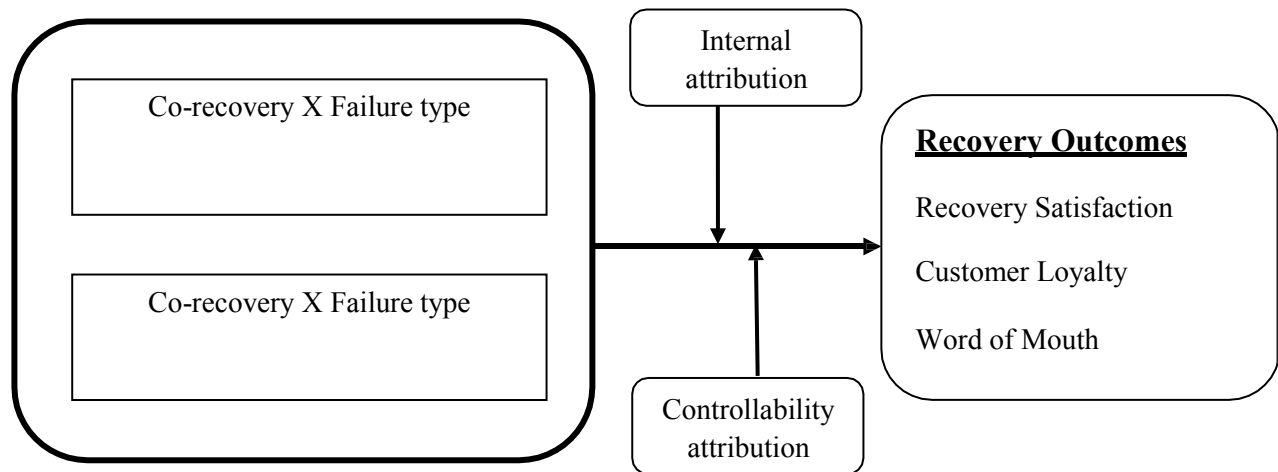 Co-recovery X Failure type
Co-recovery X Failure type
Internal
attribution
Controllability
attribution
Recovery Outcomes
Recovery Satisfaction
Customer Loyalty
Word of Mouth